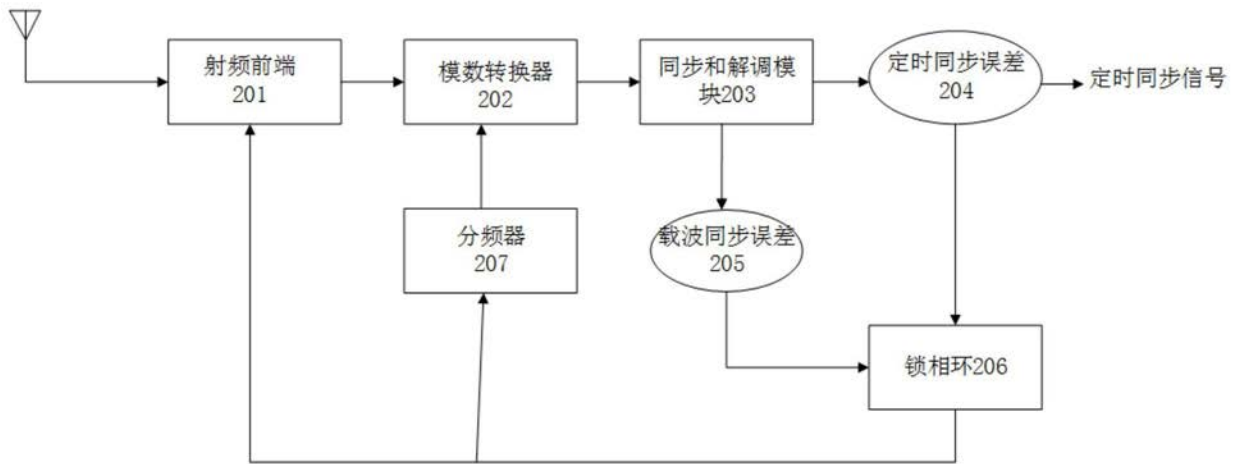 射频前端
201
模数转换器
202
同步和解调模
块203
定时同步误差
204
定时同步信号
分频器
207
载波同步误差
205
锁相环206